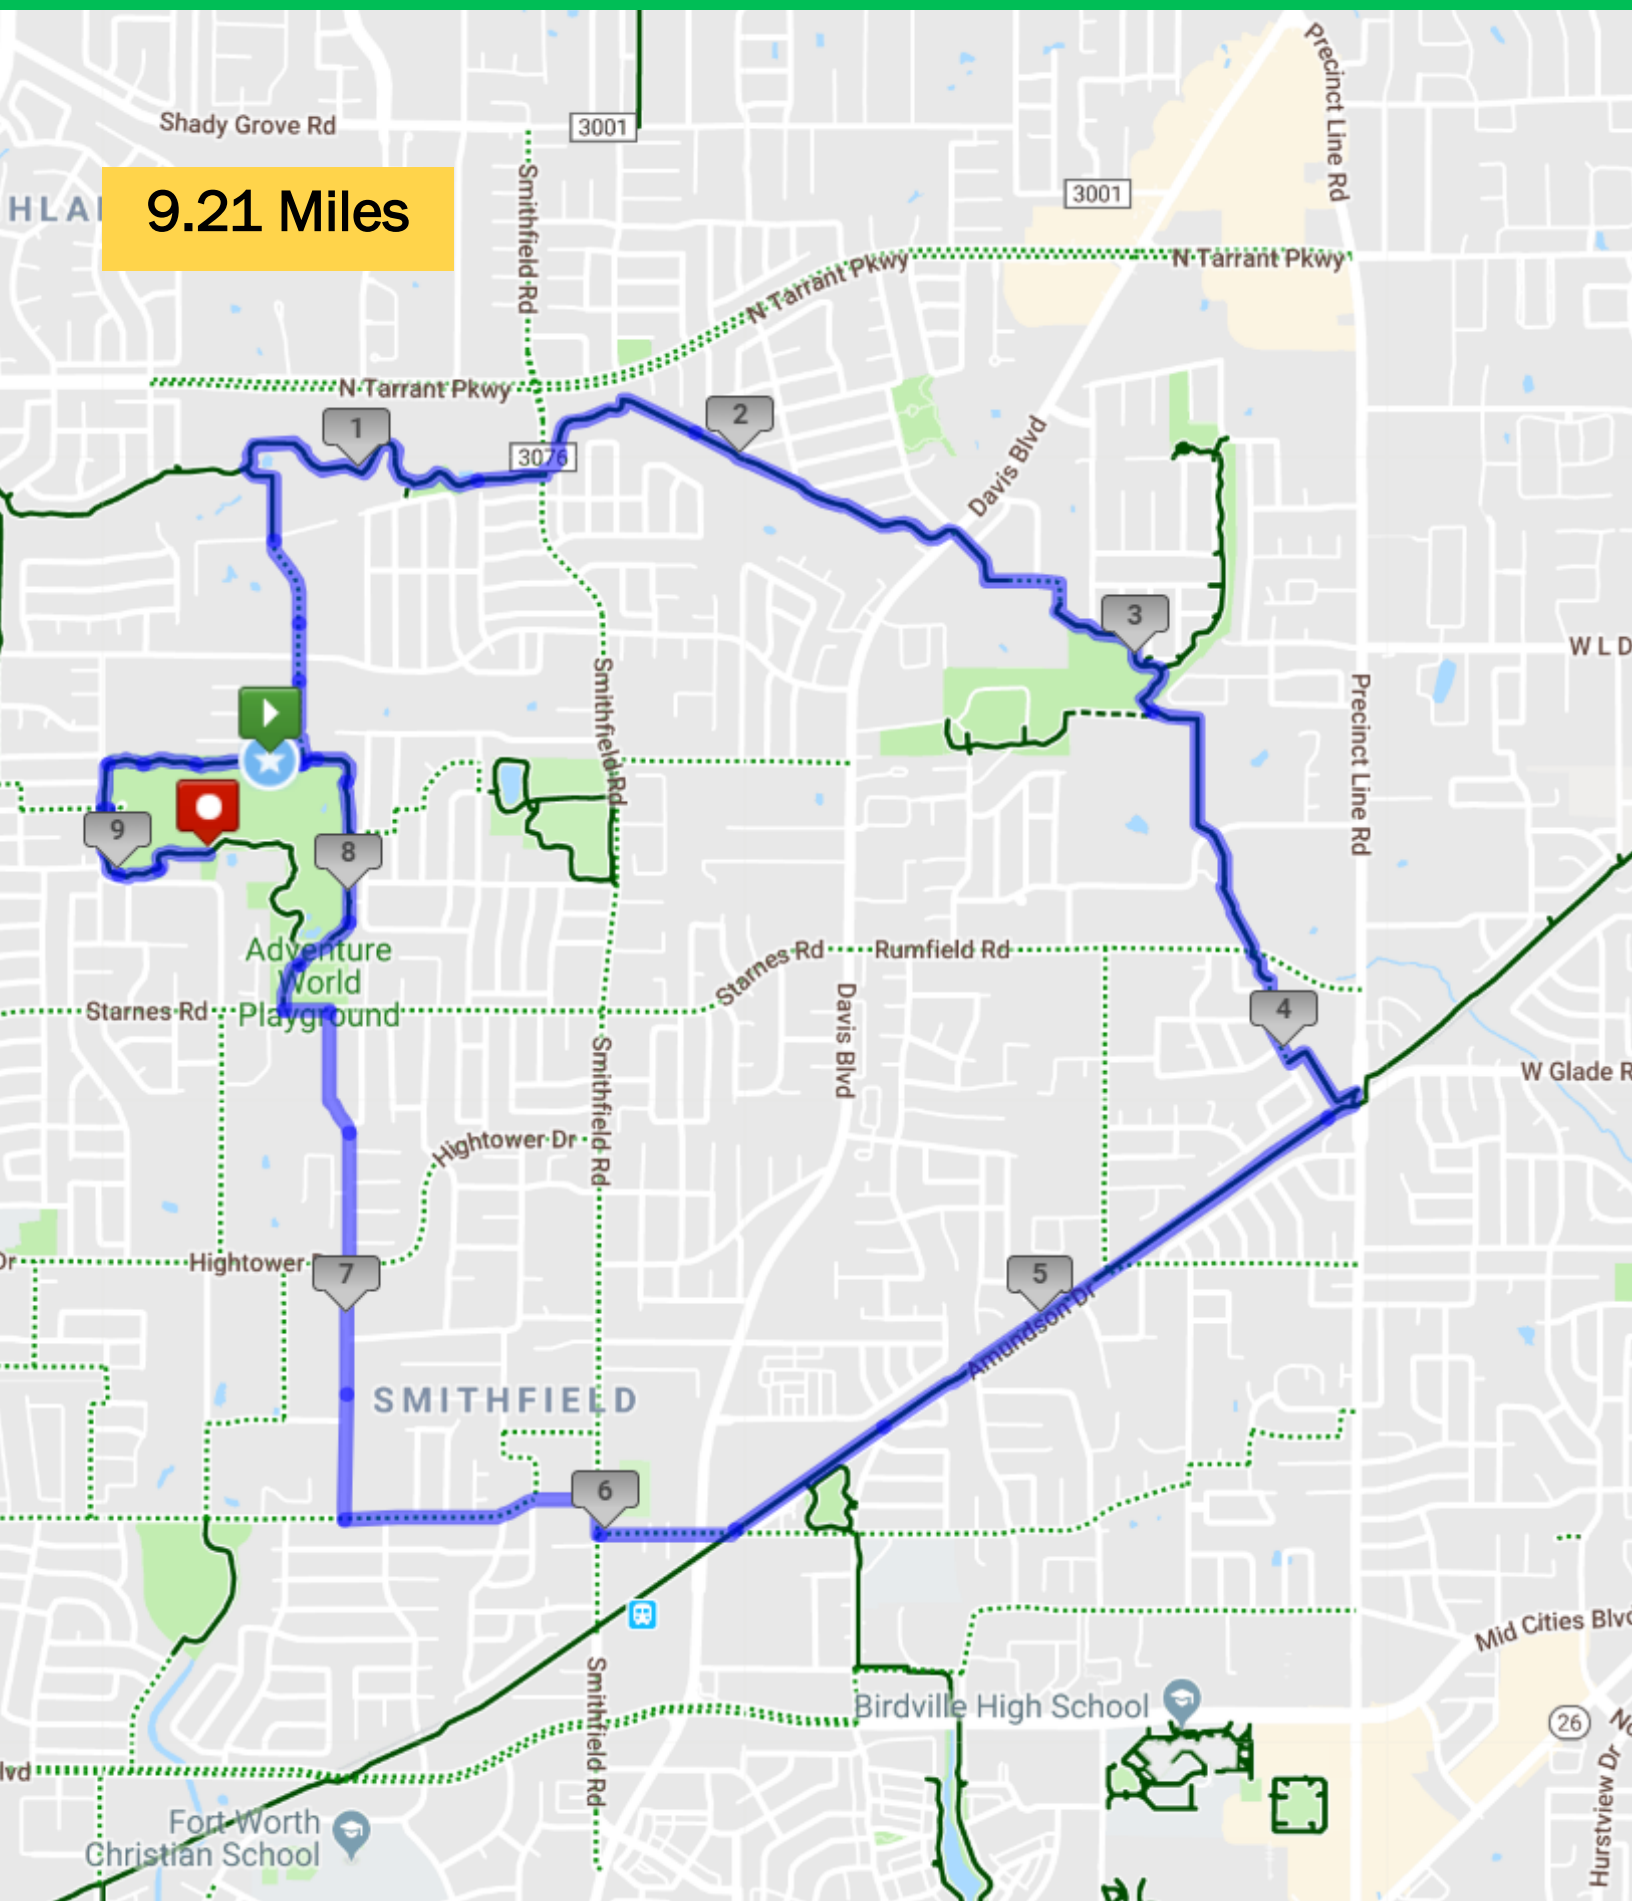 Shady Grove Rd
3001
Precinct Line Rd
9.21 Miles
HLA
Smithfield Rd
3001
N Tarrant Pkwy
N Tarrant Pkwy
N Tarrant Pkwy
1
2
3076
Davis Blvd
3
W L D
Smithfield Rd
Precinct Line Rd
9
8
Adventure
World
Playground
Starnes Rd
Starnes Rd
Rumfield Rd
Davis Blvd
4
Smithfield Rd
W Glade R
Hightower Dr
Dr
Hightower
7
5
Amundson Dr
SMITHFIELD
6
Smithfield Rd
Mid Cities Blvd
Birdville High School
26
No
lvd
Hurstview Dr
Fort Worth
Christian School